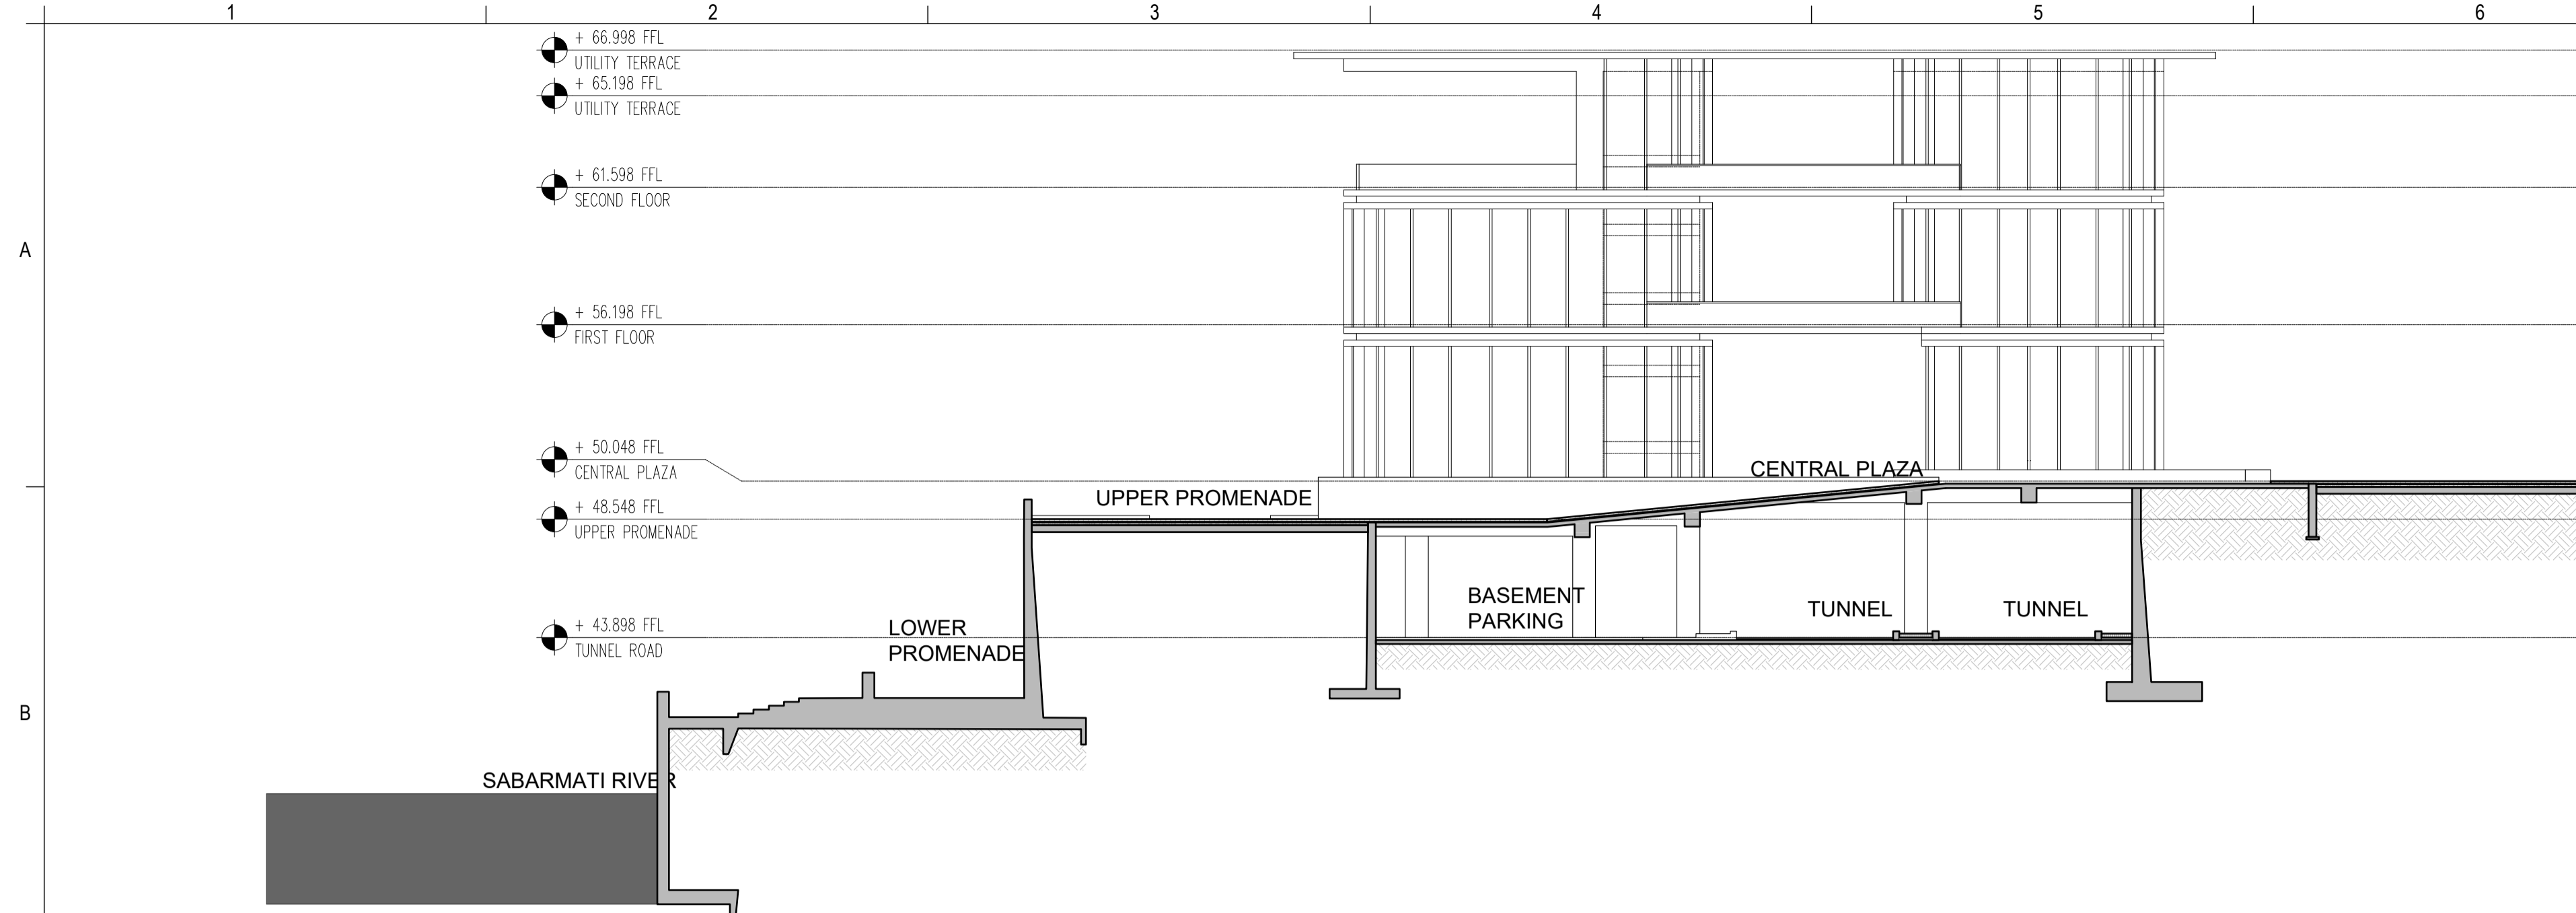 1 2 3 4 5 6
+ 66.998 FFL
UTILITY TERRACE
+ 65.198 FFL
UTILITY TERRACE
+ 61.598 FFL
SECOND FLOOR
A
+ 56.198 FFL
FIRST FLOOR
+ 50.048 FFL
CENTRAL PLAZA
CENTRAL PLAZA
UPPER PROMENADE
+ 48.548 FFL
UPPER PROMENADE
BASEMENT
PARKING
TUNNEL
TUNNEL
+ 43.898 FFL
TUNNEL ROAD
LOWER
PROMENADE
B
SABARMATI RIVER